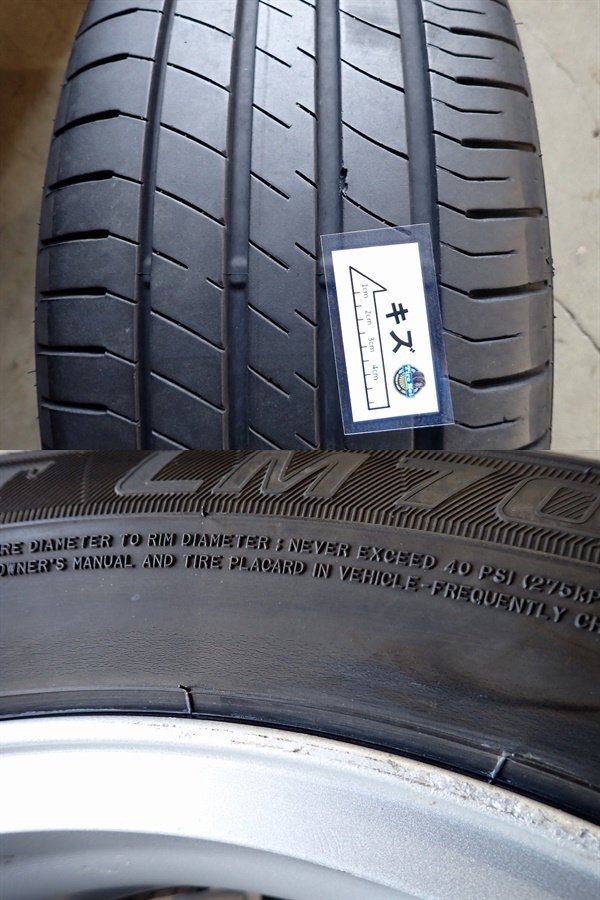 キズ
1cm
2cm
3cm
4cm
LM70
RE DIAMETER TO RIM DIAMETER ; NEVER EXCEED 40 PSI (275kP
OWNER'S MANUAL AND TIRE PLACARD IN VEHICLE-FREQUENTLY CH